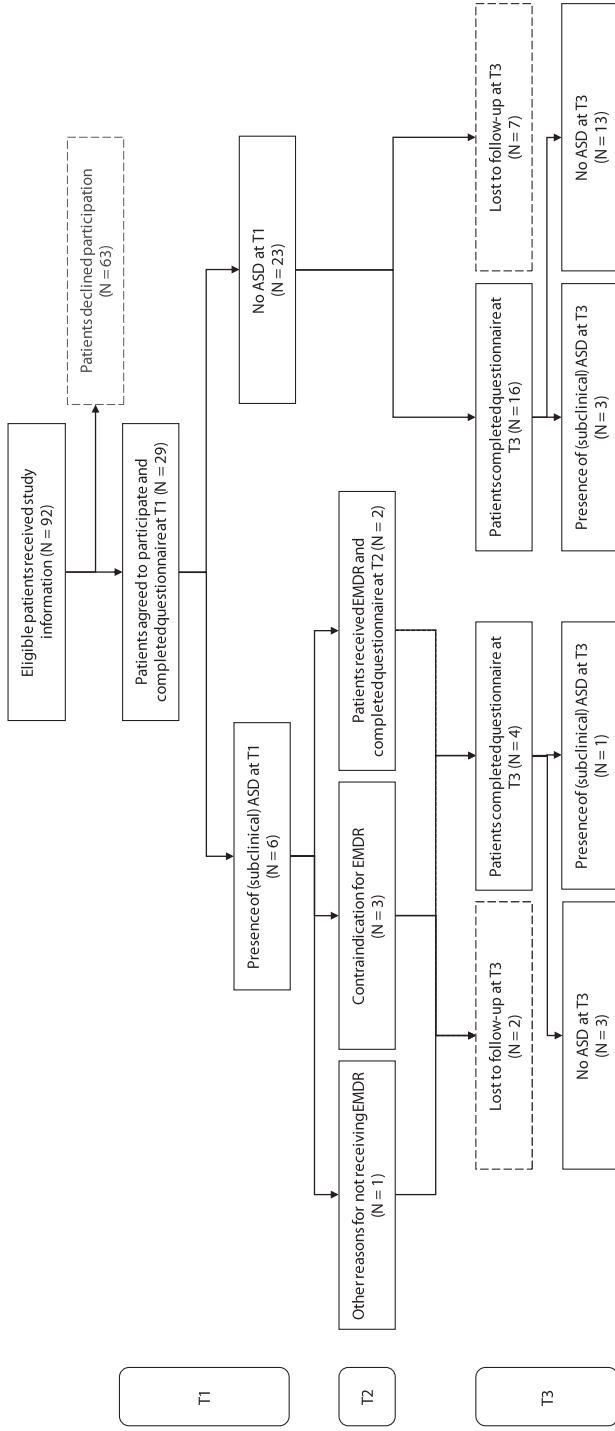 Eligible patients received study
information (N = 92)
Patients declined participation
(N = 63)
T1
Patients agreed to participate and
completed questionnaire at T1 (N = 29)
Presence of (subclinical) ASD at T1
(N = 6)
No ASD at T1
(N = 23)
T2
Other reasons for not receiving EMDR
(N = 1)
Contraindication for EMDR
(N = 3)
Patients received EMDR and
completed questionnaire at T2 (N = 2)
T3
Lost to follow-up at T3
(N = 2)
Patients completed questionnaire at
T3 (N = 4)
Patients completed questionnaire at
T3 (N = 16)
Lost to follow-up at T3
(N = 7)
No ASD at T3
(N = 3)
Presence of (subclinical) ASD at T3
(N = 1)
Presence of (subclinical) ASD at T3
(N = 3)
No ASD at T3
(N = 13)